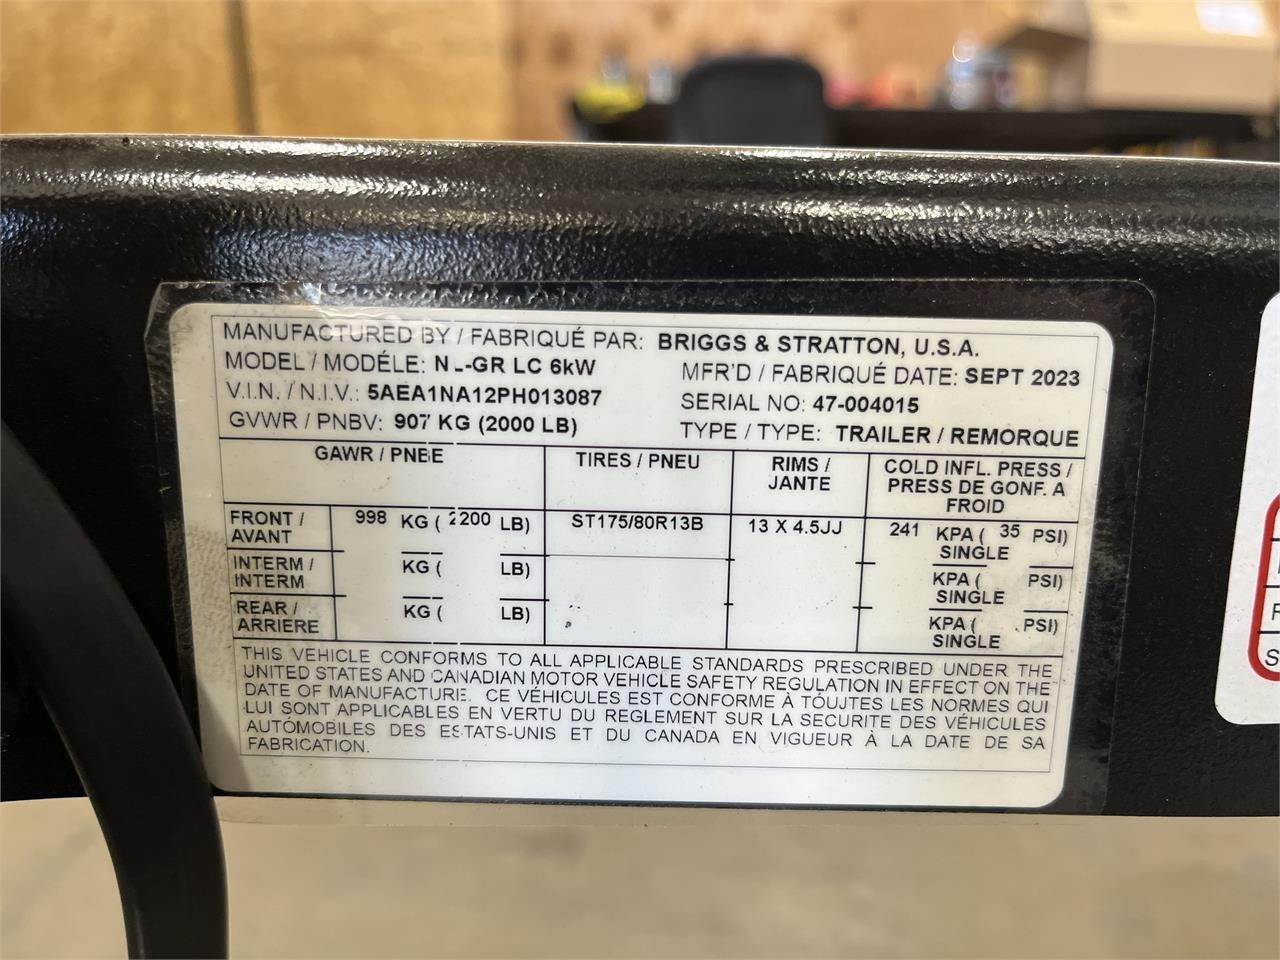 MANUFACTURED BY / FABRIQUÉ PAR: BRIGGS & STRATTON, U.S.A.
MODEL / MODÉLE: NL-GR LC 6kW
MFR'D / FABRIQUÉ DATE: SEPT 2023
V.I.N. / N.I.V.: 5AEA1NA12PH013087
SERIAL NO: 47-004015
GVWR / PNBV: 907 KG (2000 LB)
TYPE / TYPE: TRAILER / REMORQUE
GAWR / PNBE
TIRES / PNEU
RIMS /
JANTE
COLD INFL. PRESS /
PRESS DE GONF. A
FROID
FRONT /
AVANT
998 KG ( 2200 LB)
ST175/80R13B
13 X 4.5JJ
241 KPA ( 35 PSI)
SINGLE
INTERM /
INTERM
KG ( LB)
KPA ( PSI)
SINGLE
REAR /
ARRIERE
KG ( LB)
KPA ( PSI)
SINGLE
THIS VEHICLE CONFORMS TO ALL APPLICABLE STANDARDS PRESCRIBED UNDER THE
UNITED STATES AND CANADIAN MOTOR VEHICLE SAFETY REGULATION IN EFFECT ON THE
DATE OF MANUFACTURE. CE VÉHICULES EST CONFORME À TÓUJTES LES NORMES QUI
LUI SONT APPLICABLES EN VERTU DU REGLEMENT SUR LA SECURITE DES VÉHICULES
AUTÓMOBILES DES ESTATS-UNIS ET DU CANADA EN VIGUEUR À LA DATE DE SA
FABRICATION.